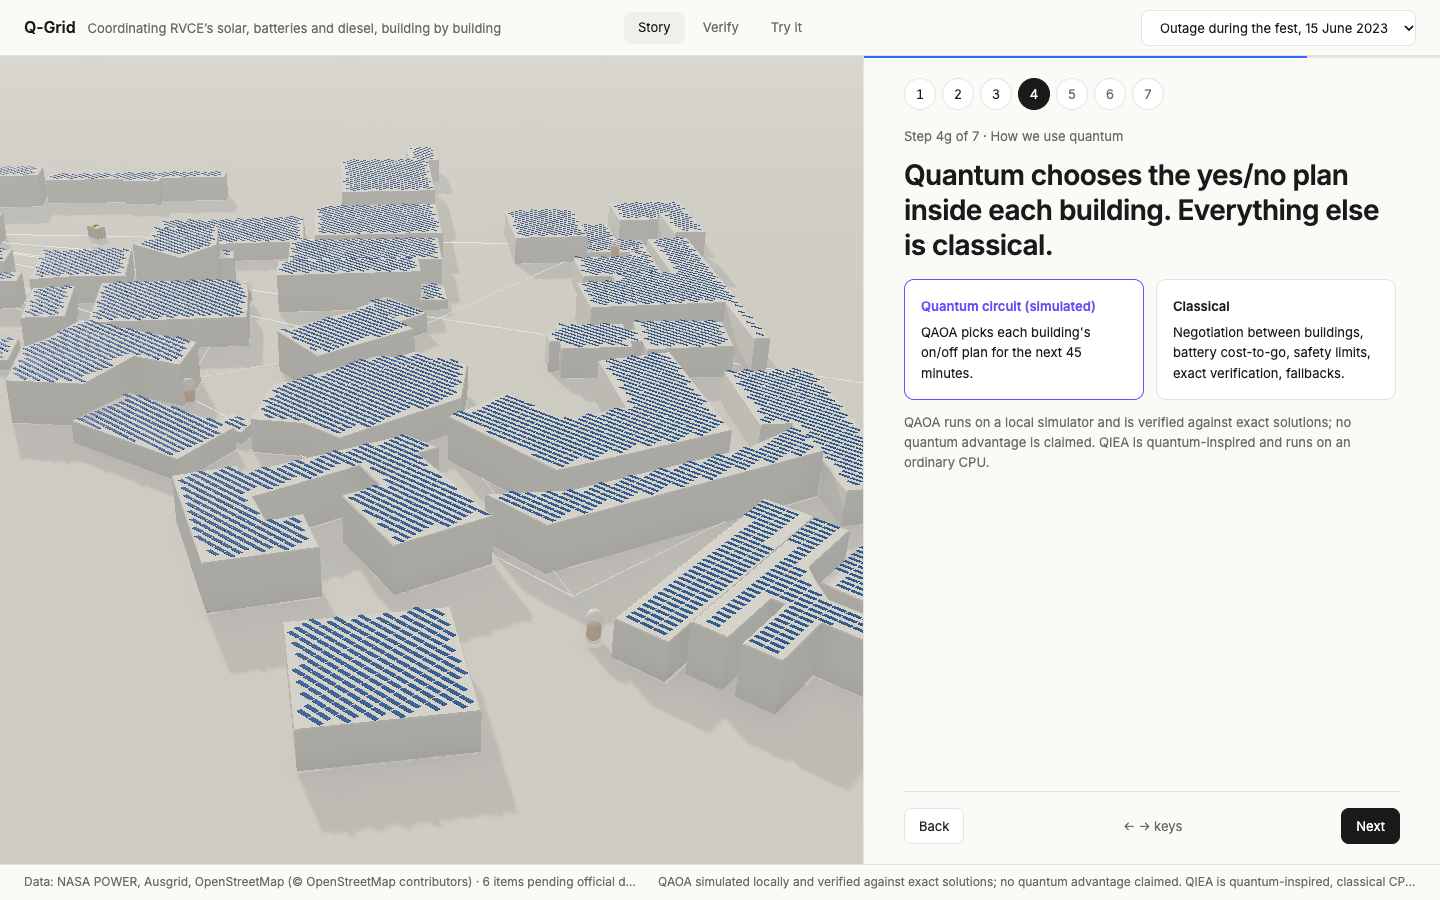 Q-Grid Coordinating RVCE's solar, batteries and diesel, building by building
Story Verify Try it
Outage during the fest, 15 June 2023
1 2 3 4 5 6 7
Step 4g of 7 · How we use quantum
Quantum chooses the yes/no plan
inside each building. Everything else
is classical.
Quantum circuit (simulated)
QAOA picks each building's
on/off plan for the next 45
minutes.
Classical
Negotiation between buildings,
battery cost-to-go, safety limits,
exact verification, fallbacks.
QAOA runs on a local simulator and is verified against exact solutions; no
quantum advantage is claimed. QIEA is quantum-inspired and runs on an
ordinary CPU.
Back ← → keys Next
Data: NASA POWER, Ausgrid, OpenStreetMap (© OpenStreetMap contributors) · 6 items pending official d…
QAOA simulated locally and verified against exact solutions; no quantum advantage claimed. QIEA is quantum-inspired, classical CP…